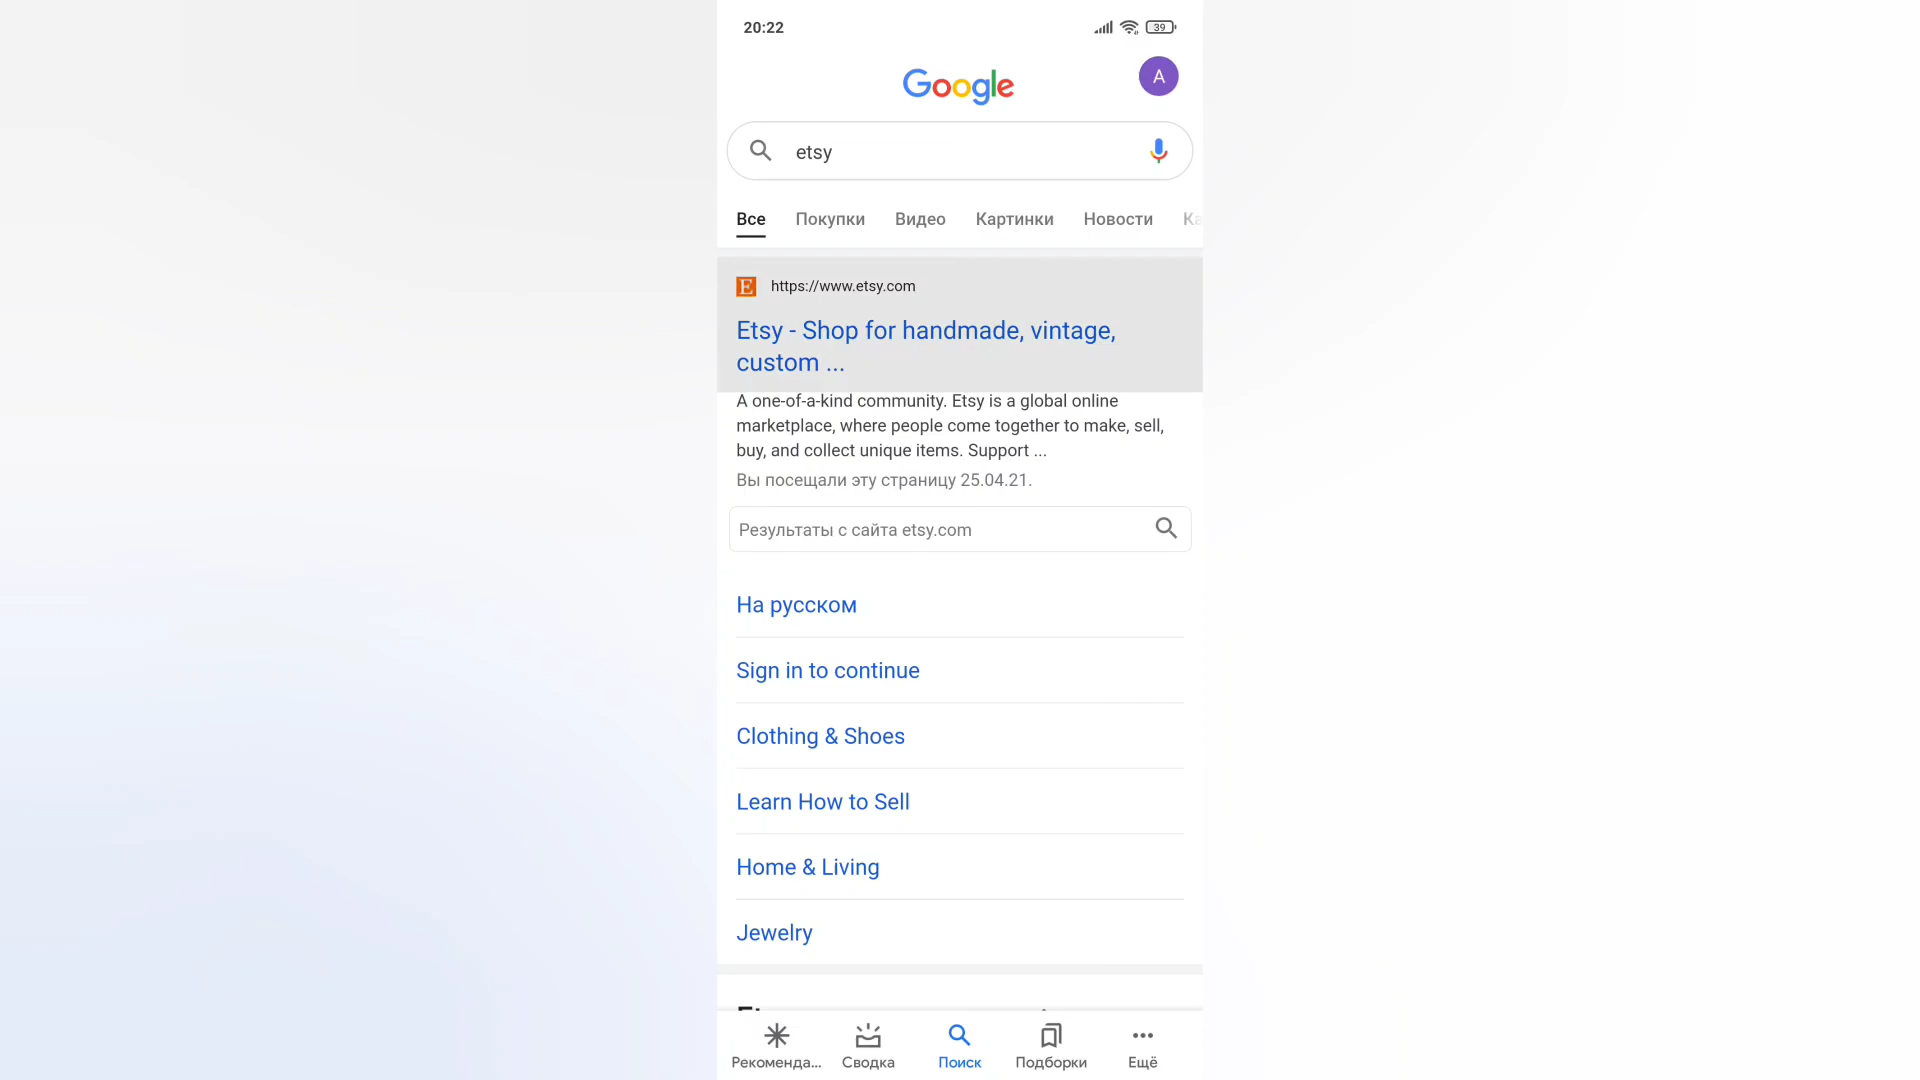 20:22
39
Google
A
etsy
Все Покупки Видео Картинки Новости Ка
E https://www.etsy.com
Etsy - Shop for handmade, vintage,
custom ...
A one-of-a-kind community. Etsy is a global online
marketplace, where people come together to make, sell,
buy, and collect unique items. Support ...
Вы посещали эту страницу 25.04.21.
Результаты с сайта etsy.com
На русском
Sign in to continue
Clothing & Shoes
Learn How to Sell
Home & Living
Jewelry
Рекоменда... Сводка Поиск Подборки Ещё